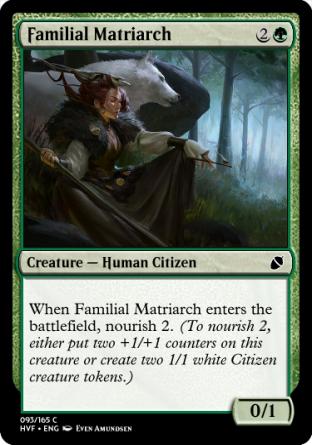 Familial Matriarch 2
Creature — Human Citizen
When Familial Matriarch enters the
battlefield, nourish 2. (To nourish 2,
either put two +1/+1 counters on this
creature or create two 1/1 white Citizen
creature tokens.)
0/1
093/165 C
HVF • ENG Even Amundsen